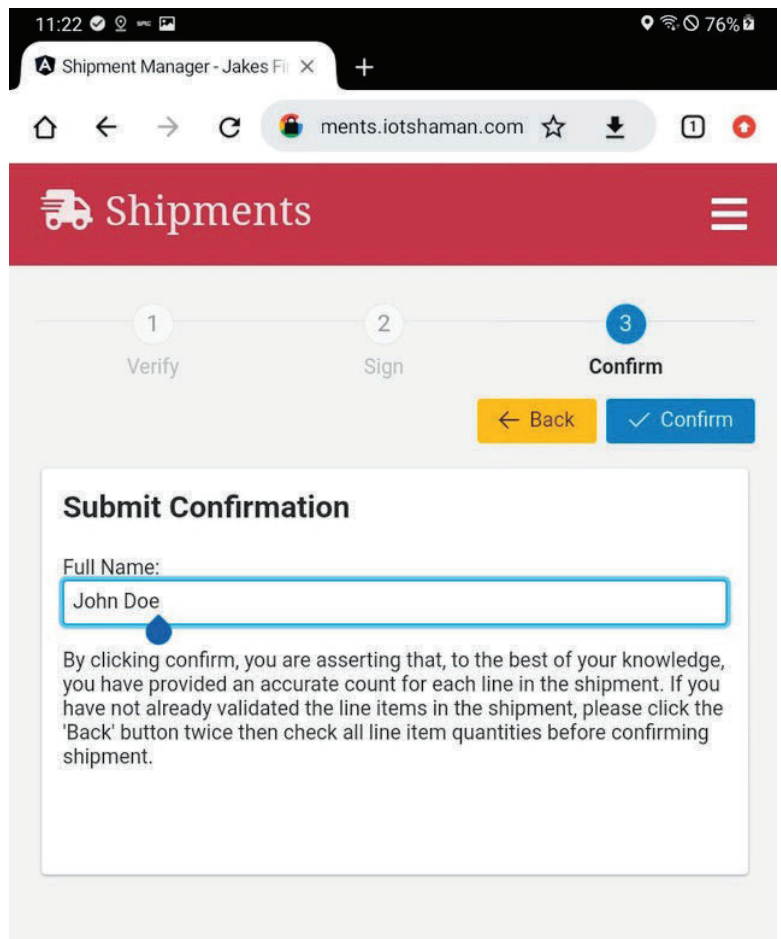 11:22 76%
Shipment Manager - Jakes Fi
ments.iotshaman.com 1
Shipments
1 2 3
Verify Sign Confirm
← Back ✓ Confirm
Submit Confirmation
Full Name:
John Doe
By clicking confirm, you are asserting that, to the best of your knowledge,
you have provided an accurate count for each line in the shipment. If you
have not already validated the line items in the shipment, please click the
'Back' button twice then check all line item quantities before confirming
shipment.